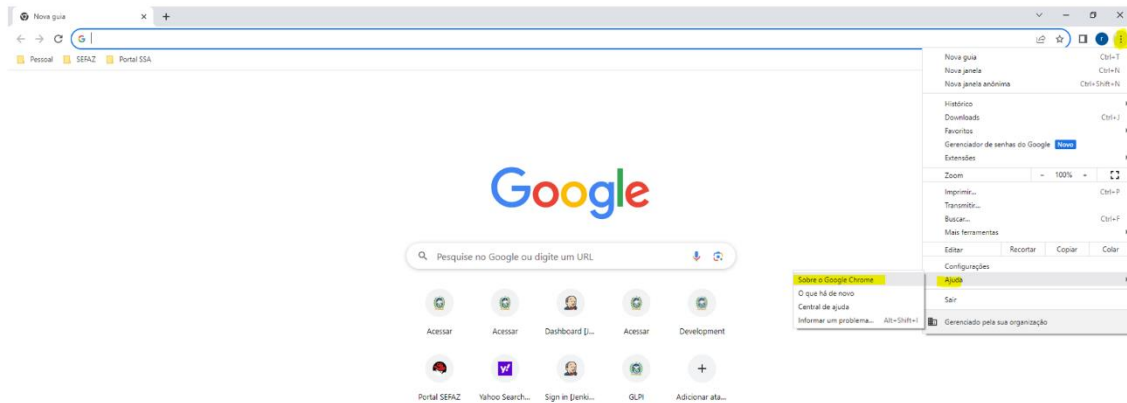 Nova guia
G
Pessoal SEFAZ Portal SSA
Nova guia Ctrl+T
Nova janela Ctrl+N
Nova janela anônima Ctrl+Shift+N
Histórico
Downloads Ctrl+J
Favoritos
Gerenciador de senhas do Google Novo
Extensões
Zoom - 100% +
Imprimir... Ctrl+P
Transmitir...
Buscar... Ctrl+F
Mais ferramentas
Editar Recortar Copiar Colar
Configurações
Ajuda
Sair
Gerenciado pela sua organização
Sobre o Google Chrome
O que há de novo
Central de ajuda
Informar um problema... Alt+Shift+I
Google
Pesquise no Google ou digite um URL
Acessar Acessar Dashboard [J... Acessar Development
Portal SEFAZ Yahoo Search... Sign in [Jenki... GLPI Adicionar ata...